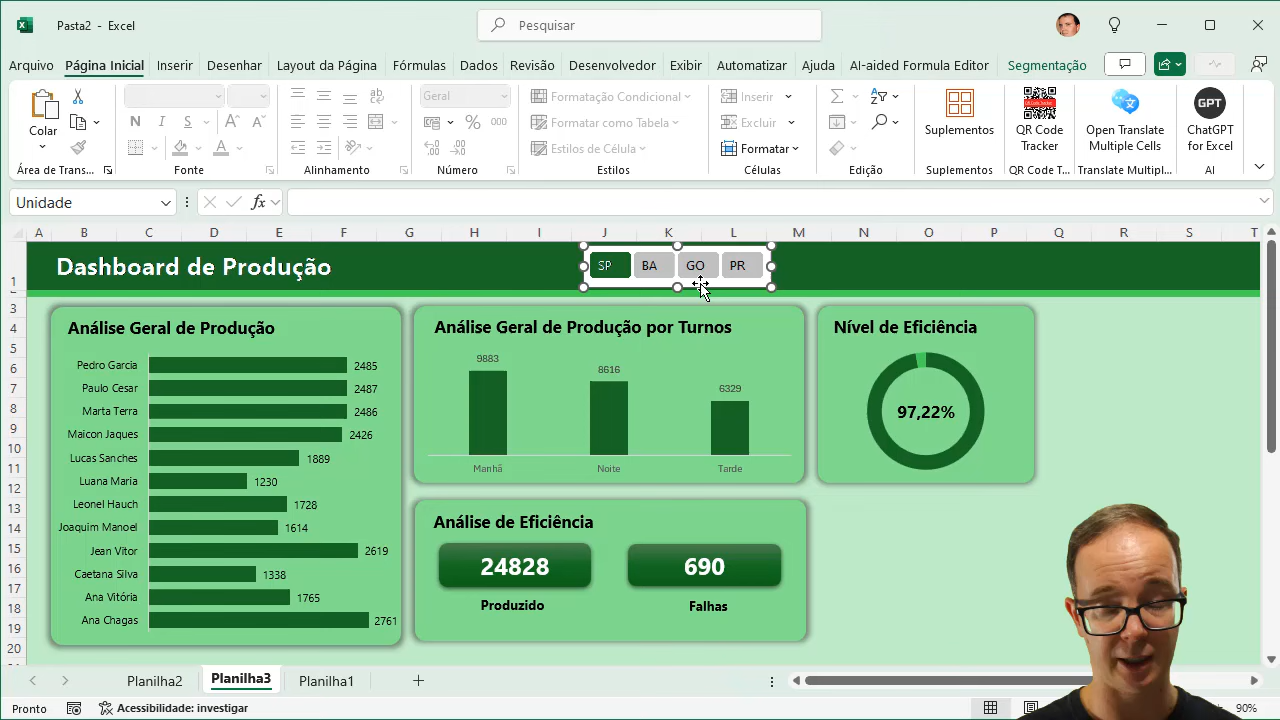 Pasta2 - Excel
Pesquisar
Arquivo Página Inicial Inserir Desenhar Layout da Página Fórmulas Dados Revisão Desenvolvedor Exibir Automatizar Ajuda AI-aided Formula Editor Segmentação
Colar
Área de Trans...
N I S A A
A
Fonte
ab
Alinhamento
Geral
% 000
Número
Formatação Condicional
Formatar como Tabela
Estilos de Célula
Estilos
Inserir
Excluir
Formatar
Células
Edição
Suplementos
Suplementos
QR Code
Tracker
QR Code T...
Open Translate
Multiple Cells
Translate Multipl...
GPT
ChatGPT
for Excel
AI
Unidade
fx
A B C D E F G H I J K L M N O P Q R S T
1
3
4
5
6
7
8
9
10
11
12
13
14
15
16
17
18
19
20
Dashboard de Produção
SP BA GO PR
Análise Geral de Produção
Pedro Garcia 2485
Paulo Cesar 2487
Marta Terra 2486
Maicon Jaques 2426
Lucas Sanches 1889
Luana Maria 1230
Leonel Hauch 1728
Joaquim Manoel 1614
Jean Vitor 2619
Caetana Silva 1338
Ana Vitória 1765
Ana Chagas 2761
Análise Geral de Produção por Turnos
9883 8616 6329
Manhã Noite Tarde
Nível de Eficiência
97,22%
Análise de Eficiência
24828 690
Produzido Falhas
Planilha2 Planilha3 Planilha1
Pronto
Acessibilidade: investigar
90%